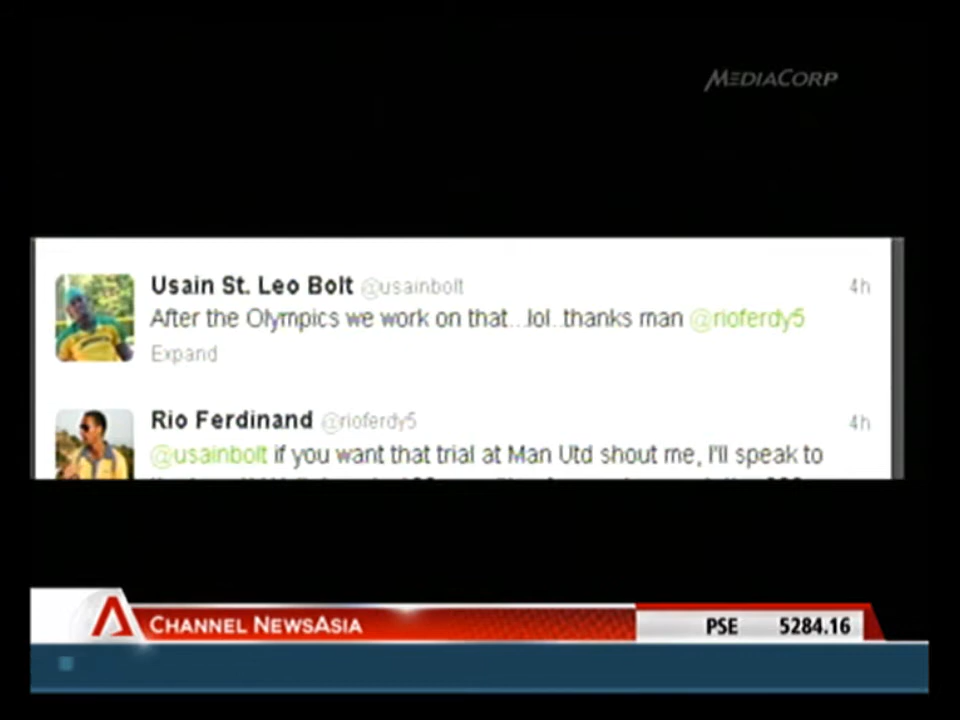 MEDIACORP
Usain St. Leo Bolt @usainbolt 4h
After the Olympics we work on that...lol..thanks man @rioferdy5
Expand
Rio Ferdinand @rioferdy5 4h
@usainbolt if you want that trial at Man Utd shout me, I'll speak to
CHANNEL NEWSASIA PSE 5284.16